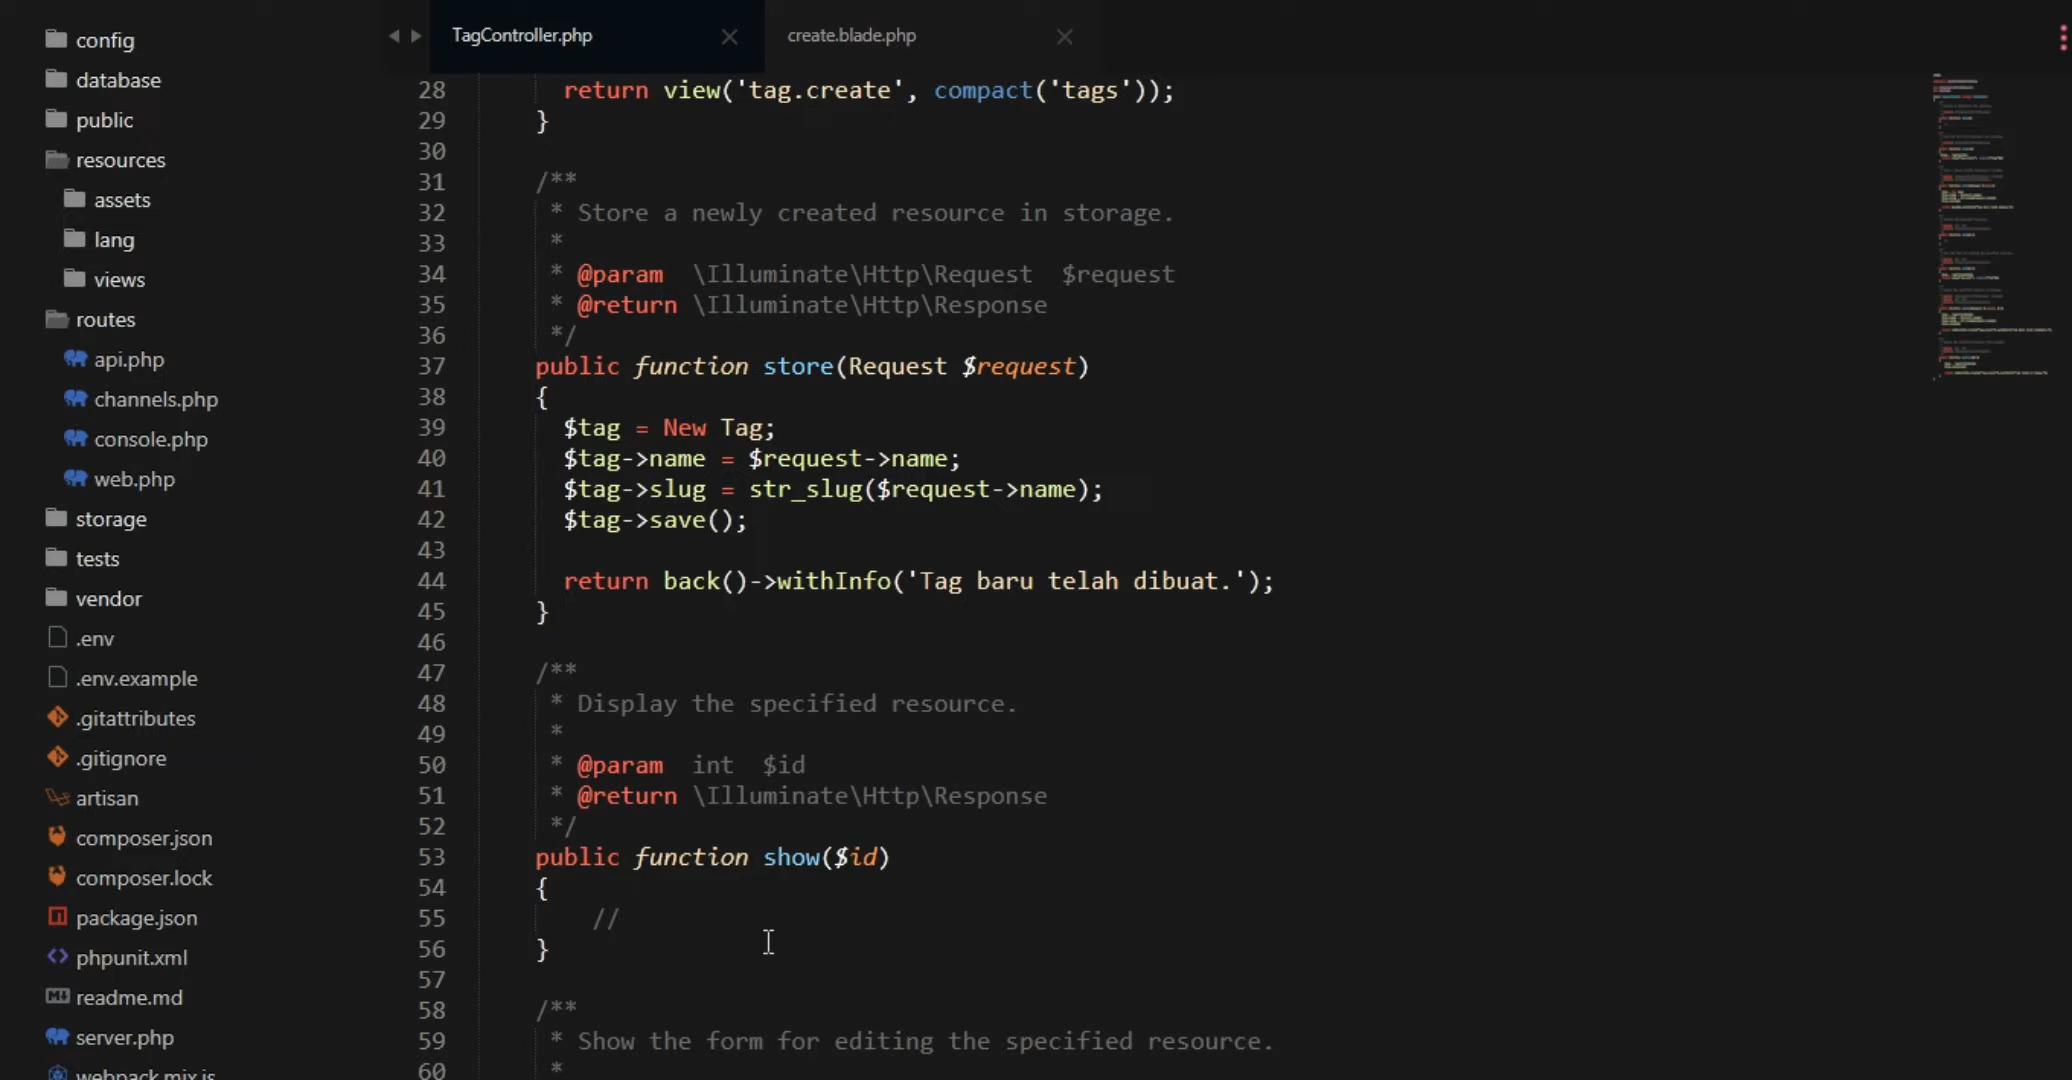 config
database
public
resources
assets
lang
views
routes
api.php
channels.php
console.php
web.php
storage
tests
vendor
.env
.env.example
.gitattributes
.gitignore
artisan
composer.json
composer.lock
package.json
phpunit.xml
readme.md
server.php
webpack.mix.js
TagController.php
create.blade.php
28 return view('tag.create', compact('tags'));
29 }
30
31 /**
32 * Store a newly created resource in storage.
33 *
34 * @param \Illuminate\Http\Request $request
35 * @return \Illuminate\Http\Response
36 */
37 public function store(Request $request)
38 {
39 $tag = New Tag;
40 $tag->name = $request->name;
41 $tag->slug = str_slug($request->name);
42 $tag->save();
43
44 return back()->withInfo('Tag baru telah dibuat.');
45 }
46
47 /**
48 * Display the specified resource.
49 *
50 * @param int $id
51 * @return \Illuminate\Http\Response
52 */
53 public function show($id)
54 {
55 //
56 }
57
58 /**
59 * Show the form for editing the specified resource.
60 *